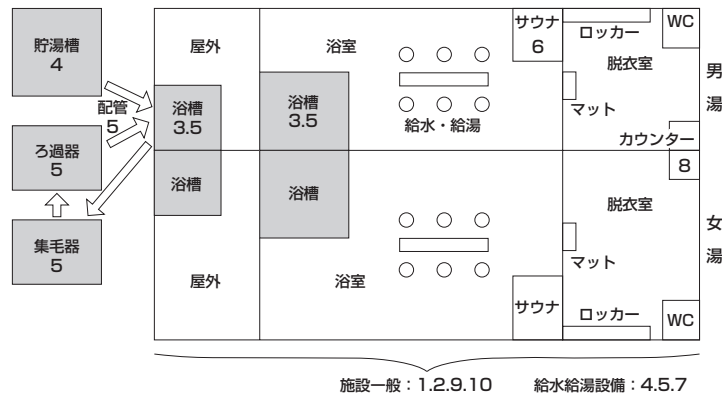 貯湯槽
4
配管
5
ろ過器
5
集毛器
5
屋外
浴室
サウナ
6
ロッカー
WC
脱衣室
男湯
浴槽
3.5
浴槽
3.5
給水・給湯
マット
カウンター
8
浴槽
浴槽
脱衣室
女湯
マット
屋外
浴室
サウナ
ロッカー
WC
施設一般：1.2.9.10 給水給湯設備：4.5.7